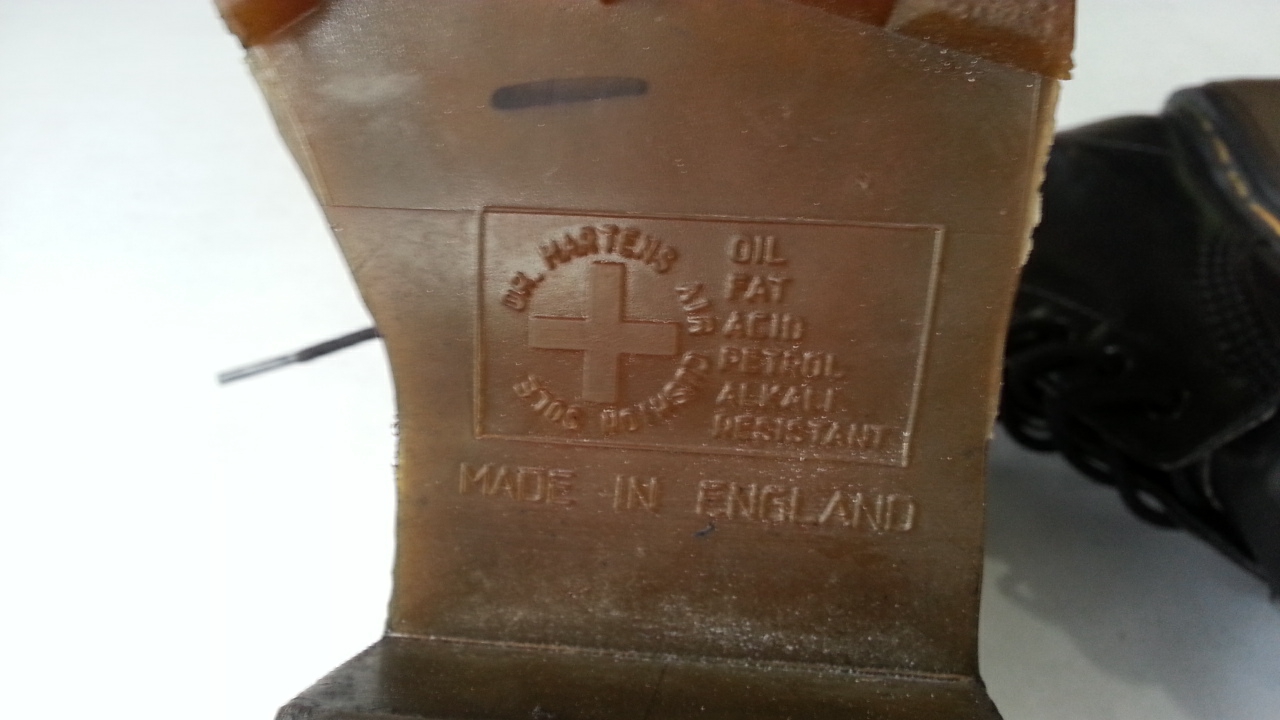 DR. MARTENS AIR CUSHION SOLE
OIL
FAT
ACID
PETROL
ALKALI
RESISTANT
MADE IN ENGLAND